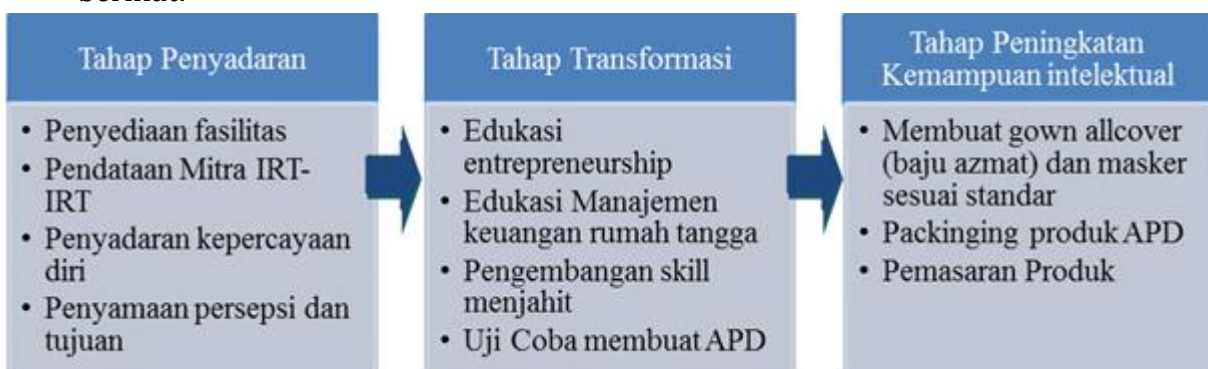 Tahap Penyadaran
• Penyediaan fasilitas
• Pendataan Mitra IRT-
IRT
• Penyadaran kepercayaan
diri
• Penyamaan persepsi dan
tujuan
Tahap Transformasi
• Edukasi
entrepreneurship
• Edukasi Manajemen
keuangan rumah tangga
• Pengembangan skill
menjahit
• Uji Coba membuat APD
Tahap Peningkatan
Kemampuan intelektual
• Membuat gown allcover
(baju azmat) dan masker
sesuai standar
• Packinging produk APD
• Pemasaran Produk